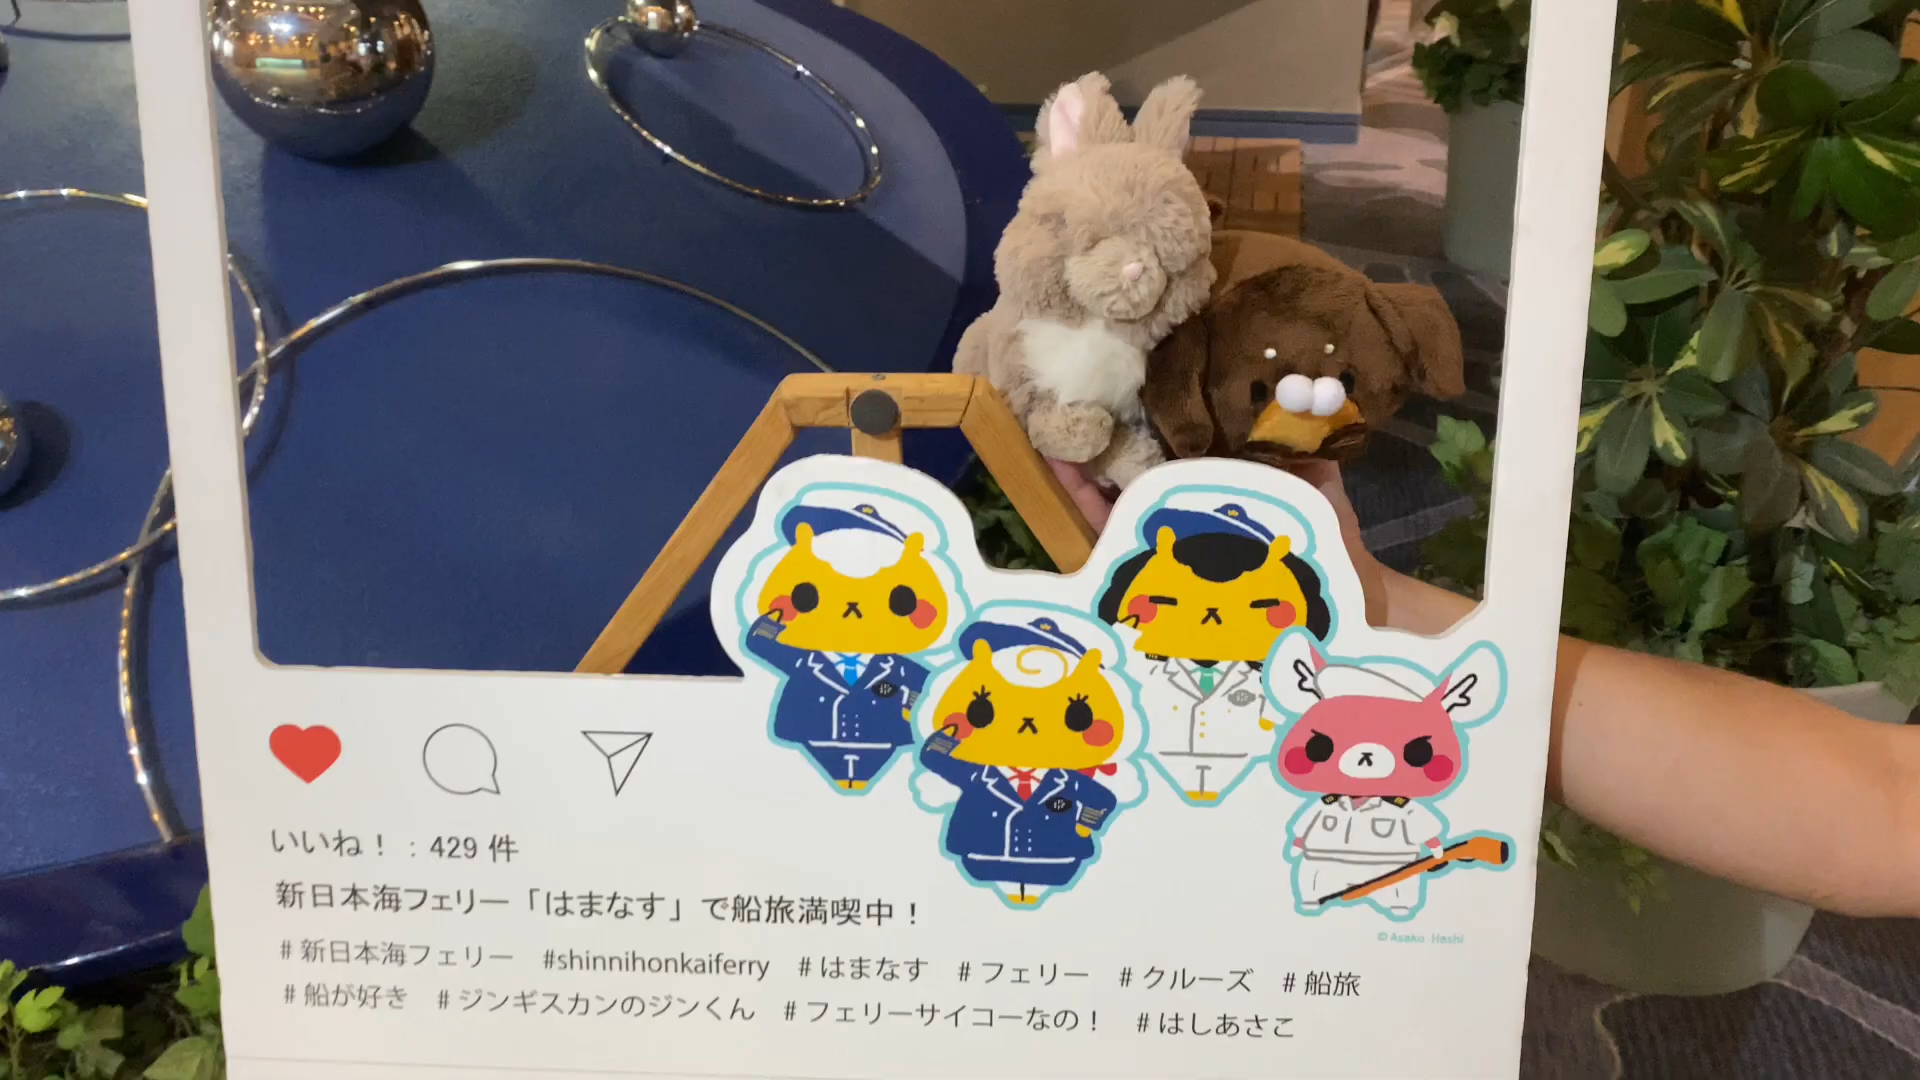 いいね！：429 件
新日本海フェリー「はまなす」で船旅満喫中！
#新日本海フェリー #shinnihonkaiferry #はまなす #フェリー #クルーズ #船旅
#船が好き #ジンギスカンのジンくん #フェリーサイコーなの！ #はしあさこ
© Asako Hashi